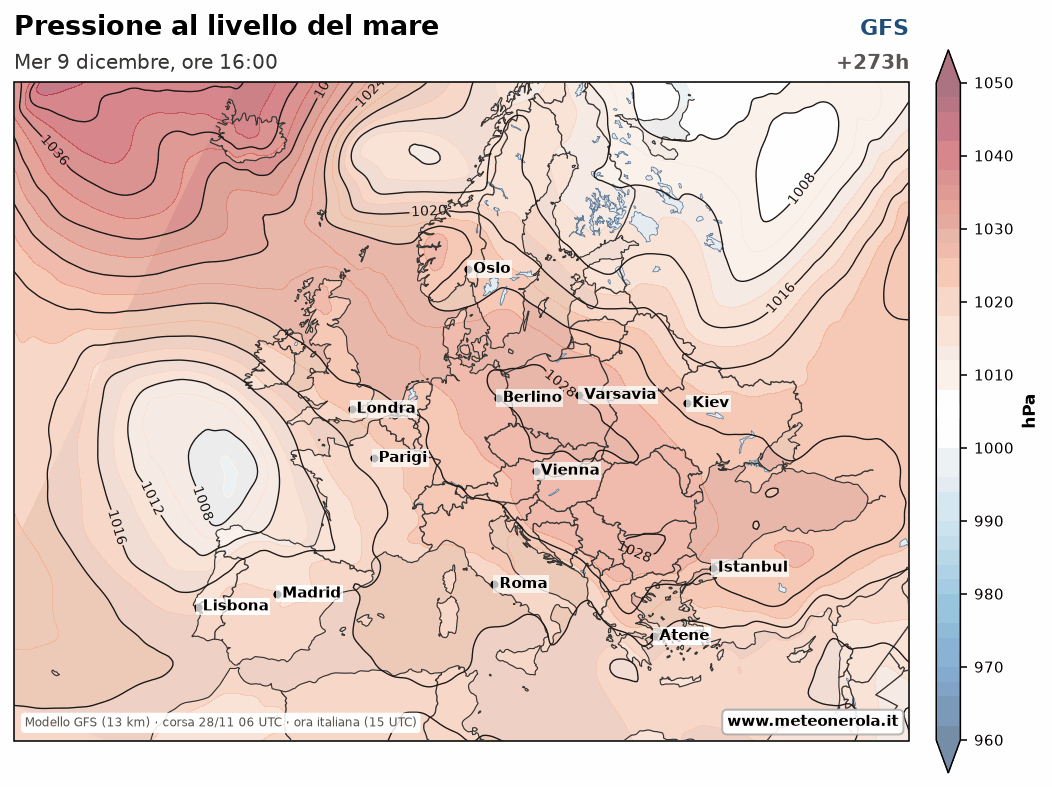 Pressione al livello del mare
GFS
Mer 9 dicembre, ore 16:00
+273h
1024
1036
1008
1020
Oslo
1016
1028
Berlino
Varsavia
Kiev
Londra
Parigi
Vienna
1012
1008
1016
1028
Istanbul
Roma
Madrid
Lisbona
Atene
Modello GFS (13 km) · corsa 28/11 06 UTC · ora italiana (15 UTC)
www.meteonerola.it
1050
1040
1030
1020
1010
1000
990
980
970
960
hPa